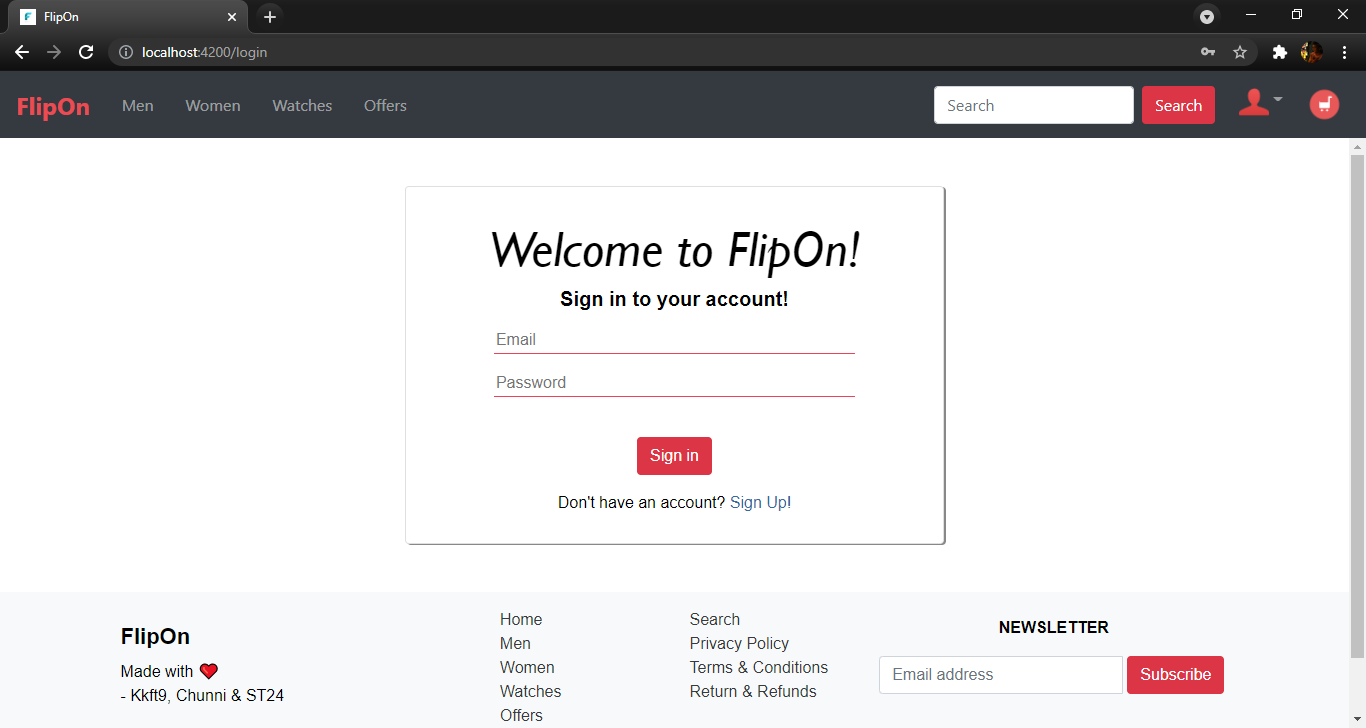 FlipOn
localhost:4200/login
FlipOn Men Women Watches Offers Search Search
Welcome to FlipOn!
Sign in to your account!
Email
Password
Sign in
Don't have an account? Sign Up!
FlipOn
Made with
- Kkft9, Chunni & ST24
Home
Men
Women
Watches
Offers
Search
Privacy Policy
Terms & Conditions
Return & Refunds
NEWSLETTER
Email address Subscribe